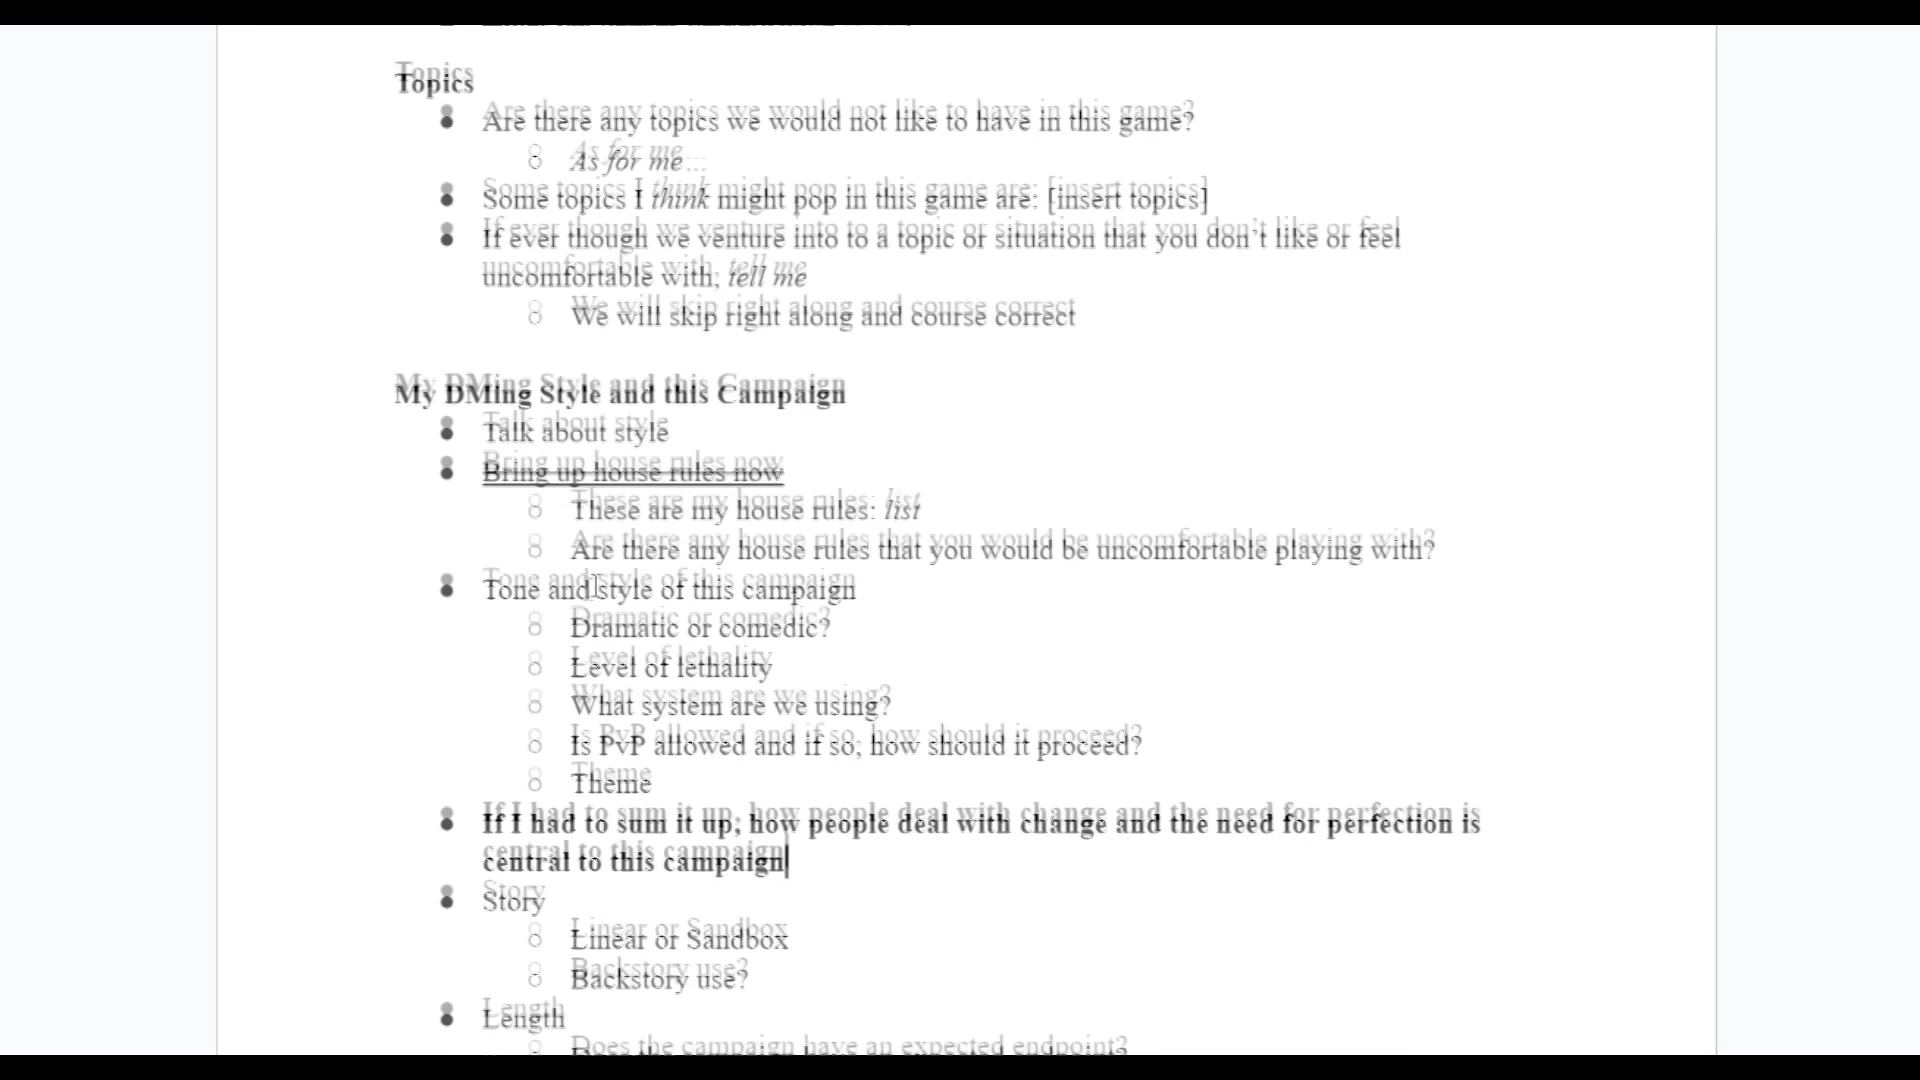 Topics
Are there any topics we would not like to have in this game?
As for me...
Some topics I think might pop in this game are: [insert topics]
If ever though we venture into to a topic or situation that you don't like or feel
uncomfortable with, tell me
We will skip right along and course correct
My DMing Style and this Campaign
Talk about style
Bring up house rules now
These are my house rules: list
Are there any house rules that you would be uncomfortable playing with?
Tone and style of this campaign
Dramatic or comedic?
Level of lethality
What system are we using?
Is PvP allowed and if so, how should it proceed?
Theme
If I had to sum it up, how people deal with change and the need for perfection is
central to this campaign
Story
Linear or Sandbox
Backstory use?
Length
Does the campaign have an expected endpoint?